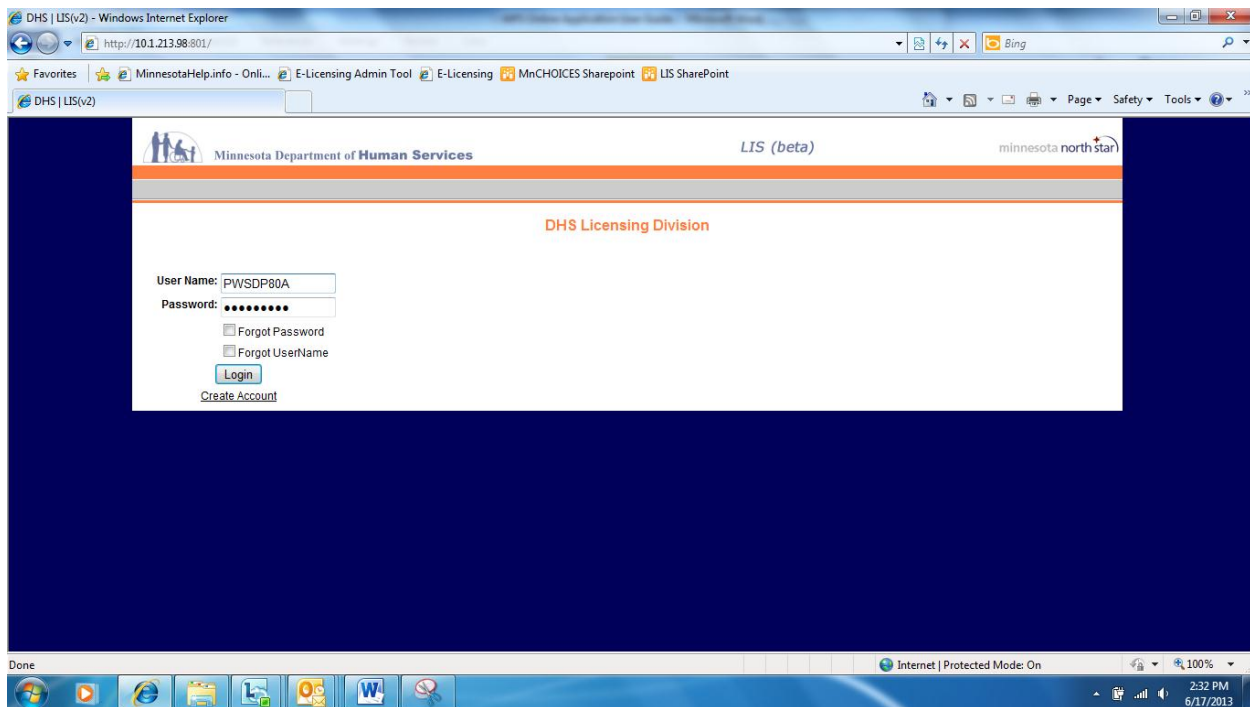 DHS | LIS(v2) - Windows Internet Explorer
http://10.1.213.98:801/
Bing
Favorites MinnesotaHelp.info - Onli... E-Licensing Admin Tool E-Licensing MnCHOICES Sharepoint LIS SharePoint
DHS | LIS(v2)
Page Safety Tools
Minnesota Department of Human Services LIS (beta) minnesota north star
DHS Licensing Division
User Name: PWSDP80A
Password: •••••••••
Forgot Password
Forgot UserName
Login
Create Account
Done Internet | Protected Mode: On 100%
2:32 PM
6/17/2013